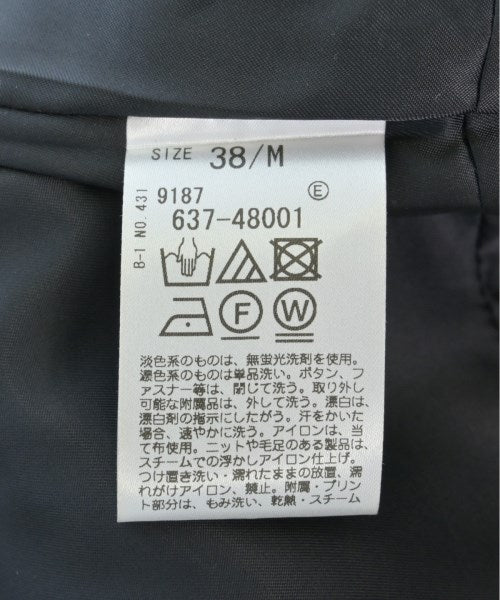 SIZE 38/M
B-1 NO. 431
9187 E
637-48001
F W
淡色系のものは、無蛍光洗剤を使用。
濃色系のものは単品洗い。ボタン、フ
ァスナー等は、閉じて洗う。取り外し
可能な附属品は、外して洗う。漂白は、
漂白剤の指示にしたがう。汗をかいた
場合、速やかに洗う。アイロンは、当
て布使用。ニットや毛足のある製品は、
スチームでの浮かしアイロン仕上げ。
つけ置き洗い・濡れたままの放置、濡
れがけアイロン、禁止。附属・プリン
ト部分は、もみ洗い、乾熱・スチーム